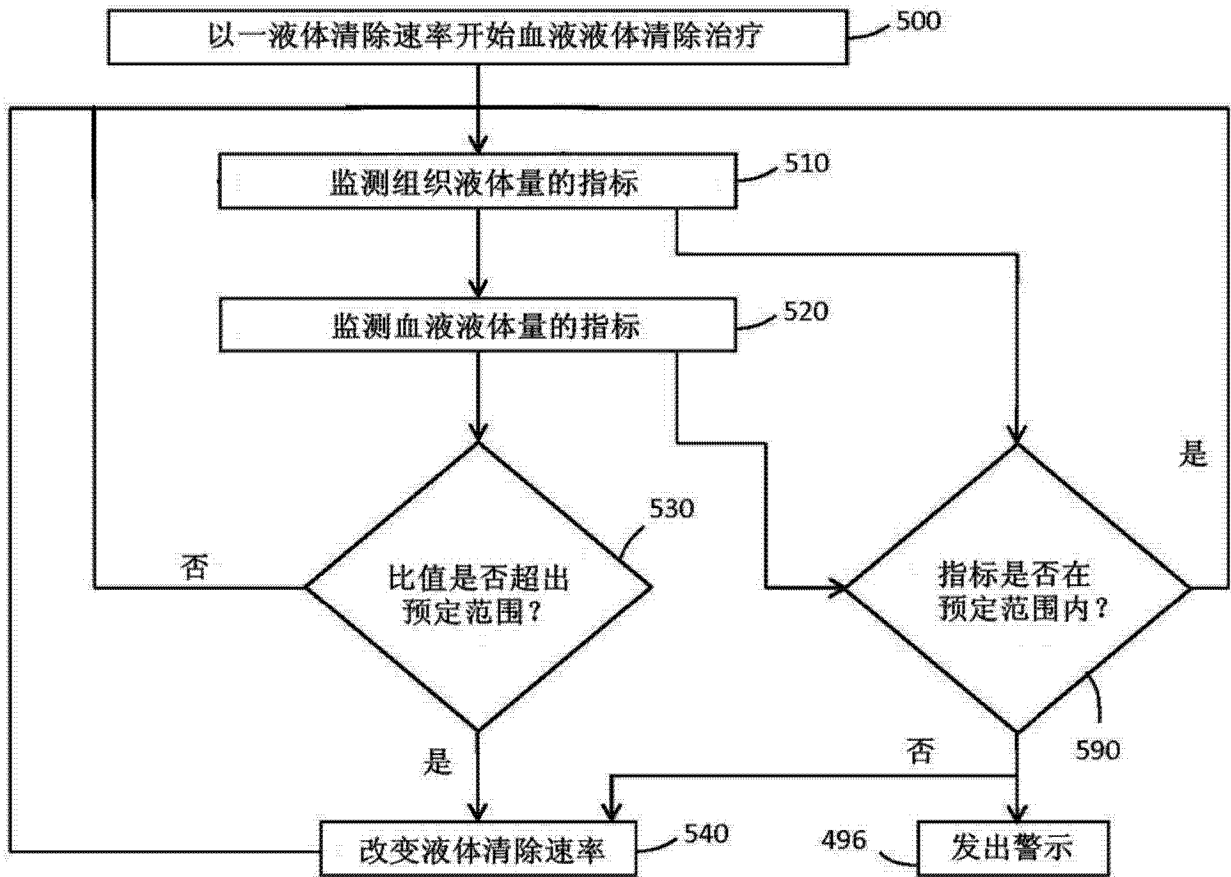 以一液体清除速率开始血液液体清除治疗
500
监测组织液体量的指标
510
监测血液液体量的指标
520
是
530
否
比值是否超出
预定范围？
指标是否在
预定范围内？
590
是
否
改变液体清除速率
540
496
发出警示